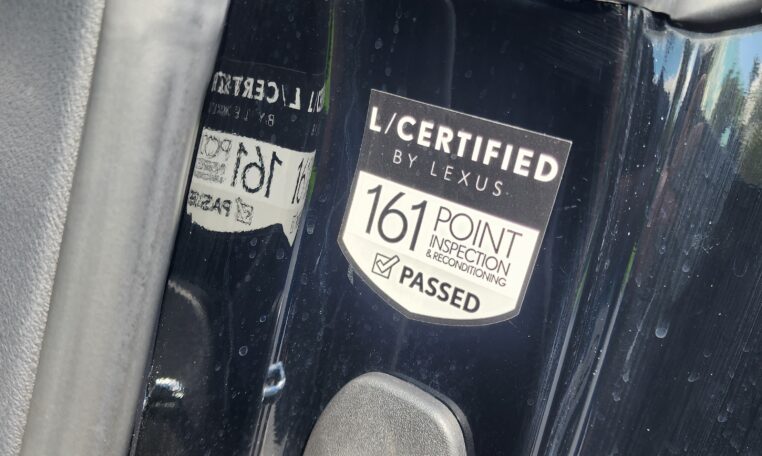 L/CERTIFIED
BY LEXUS
161 POINT
INSPECTION
& RECONDITIONING
PASSED